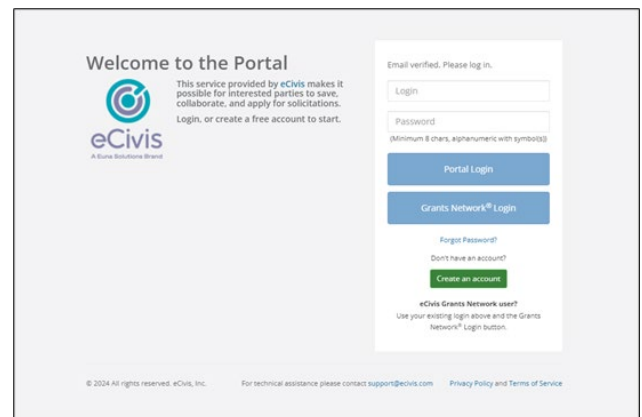 Welcome to the Portal
This service provided by eCivis makes it
possible for interested parties to save,
collaborate, and apply for solicitations.
Login, or create a free account to start.
eCivis
A Euna Solutions Brand
Email verified. Please log in.
Login
Password
(Minimum 8 chars, alphanumeric with symbol(s))
Portal Login
Grants Network® Login
Forgot Password?
Don't have an account?
Create an account
eCivis Grants Network user?
Use your existing login above and the Grants
Network® Login button.
© 2024 All rights reserved. eCivis, Inc.
For technical assistance please contact support@ecivis.com
Privacy Policy and Terms of Service